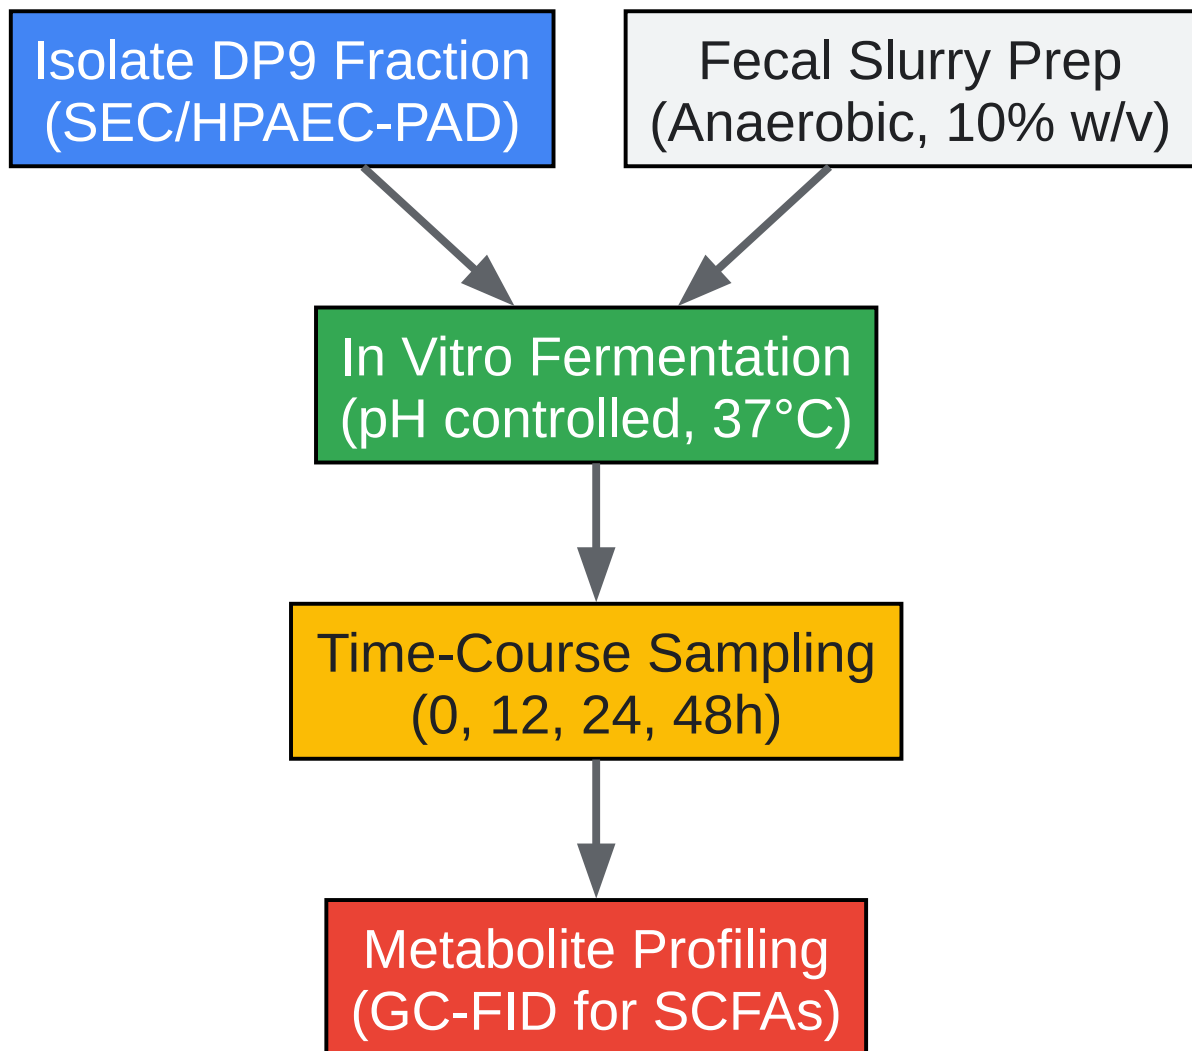 Isolate DP9 Fraction
(SEC/HPAEC-PAD)
Fecal Slurry Prep
(Anaerobic, 10% w/v)
In Vitro Fermentation
(pH controlled, 37°C)
Time-Course Sampling
(0, 12, 24, 48h)
Metabolite Profiling
(GC-FID for SCFAs)